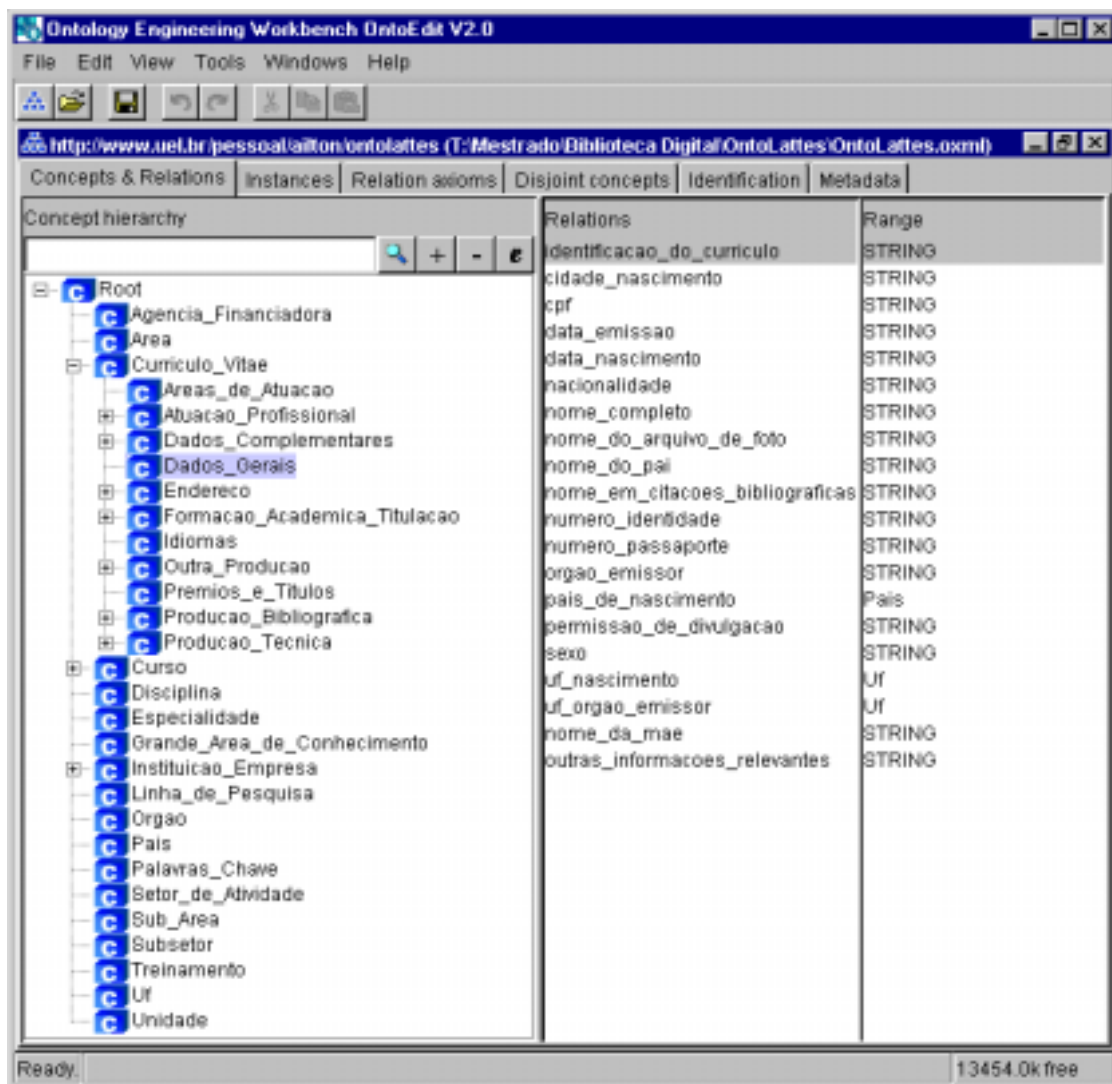 Ontology Engineering Workbench OntoEdit V2.0
File Edit View Tools Windows Help
http://www.uel.br/pessoal/ailton/ontolattes (T:\Mestrado\Biblioteca Digital\OntoLattes\OntoLattes.oxml)
Concepts & Relations Instances Relation axioms Disjoint concepts Identification Metadata
Concept hierarchy
+ - e
Root
Agencia_Financiadora
Area
Curriculo_Vitae
Areas_de_Atuacao
Atuacao_Profissional
Dados_Complementares
Dados_Gerais
Endereco
Formacao_Academica_Titulacao
Idiomas
Outra_Producao
Premios_e_Titulos
Producao_Bibliografica
Producao_Tecnica
Curso
Disciplina
Especialidade
Grande_Area_de_Conhecimento
Instituicao_Empresa
Linha_de_Pesquisa
Orgao
Pais
Palavras_Chave
Setor_de_Atividade
Sub_Area
Subsetor
Treinamento
Uf
Unidade
Relations Range
identificacao_do_curriculo STRING
cidade_nascimento STRING
cpf STRING
data_emissao STRING
data_nascimento STRING
nacionalidade STRING
nome_completo STRING
nome_do_arquivo_de_foto STRING
nome_do_pai STRING
nome_em_citacoes_bibliograficas STRING
numero_identidade STRING
numero_passaporte STRING
orgao_emissor STRING
pais_de_nascimento Pais
permissao_de_divulgacao STRING
sexo STRING
uf_nascimento Uf
uf_orgao_emissor Uf
nome_da_mae STRING
outras_informacoes_relevantes STRING
Ready. 13454.0k free